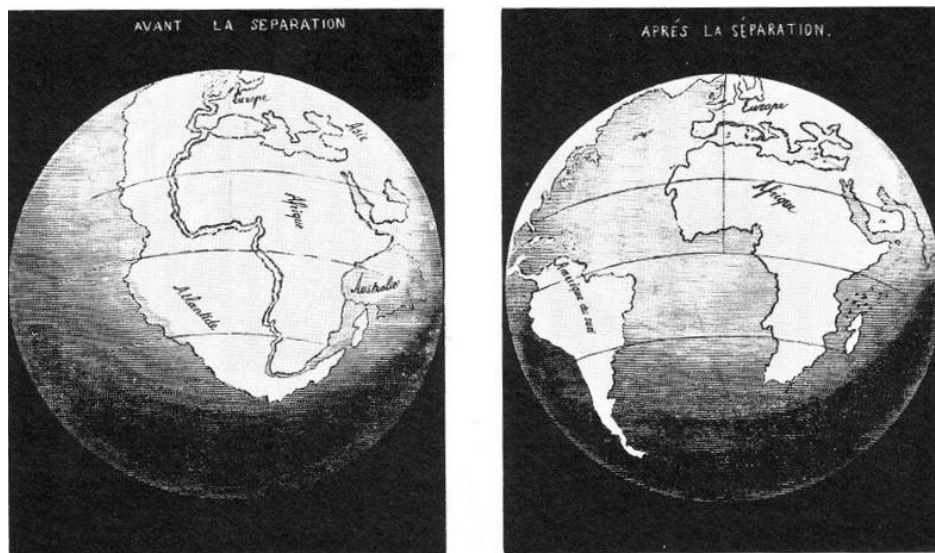 AVANT LA SEPARATION
Europe
Asie
Afrique
Australie
Atlantide
APRÉS LA SÉPARATION.
Europe
Afrique
Amérique du Sud